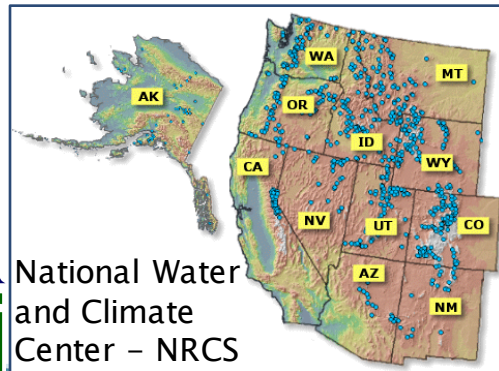 WA
MT
AK
OR
ID
WY
CA
NV
UT
CO
AZ
NM
National Water
and Climate
Center – NRCS